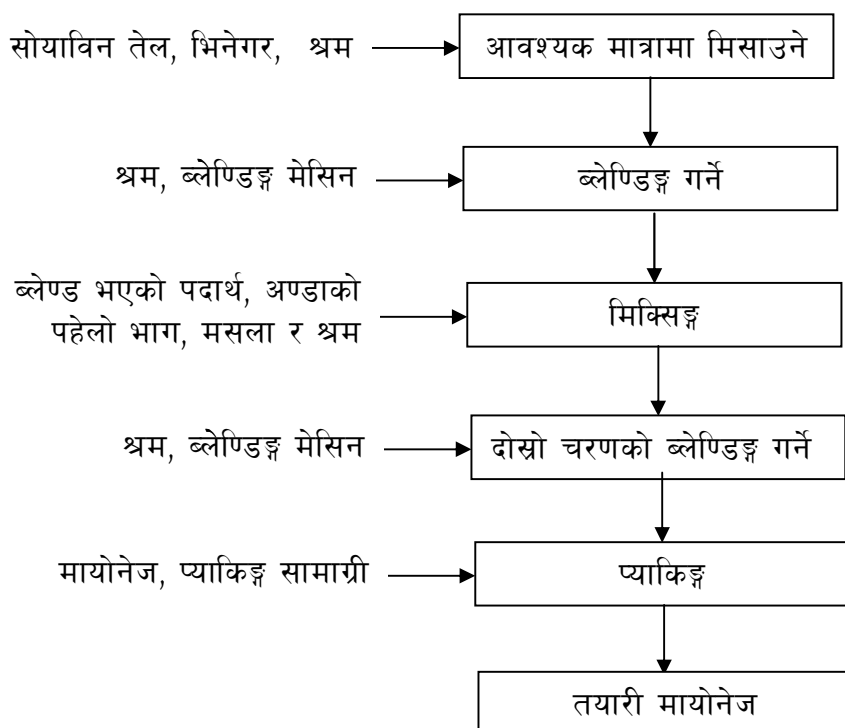 सोयाविन तेल, भिनेगर, श्रम
आवश्यक मात्रामा मिसाउने
श्रम, ब्लेण्डिङ्ग मेसिन
ब्लेण्डिङ्ग गर्ने
ब्लेण्ड भएको पदार्थ, अण्डाको
पहेलो भाग, मसला र श्रम
मिक्सिङ्ग
श्रम, ब्लेण्डिङ्ग मेसिन
दोस्रो चरणको ब्लेण्डिङ्ग गर्ने
मायोनेज, प्याकिङ्ग सामाग्री
प्याकिङ्ग
तयारी मायोनेज